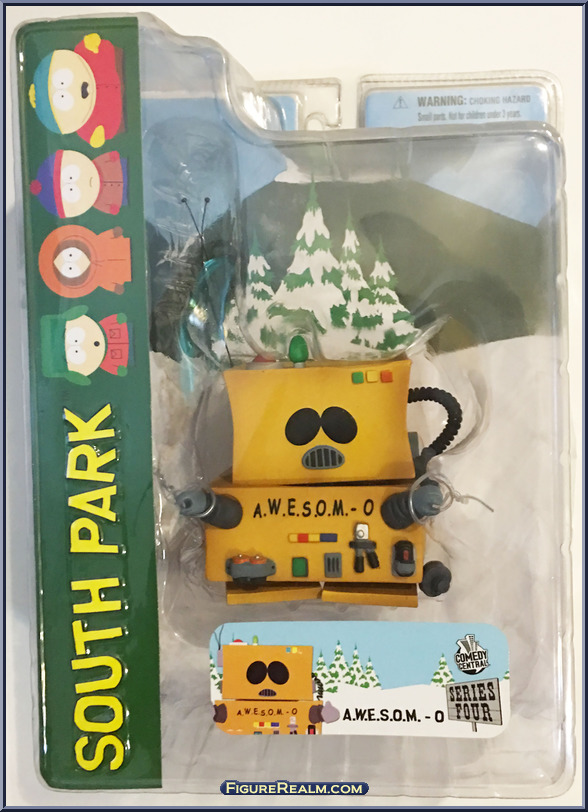 WARNING: CHOKING HAZARD
Small parts. Not for children under 3 years.
SOUTH PARK
A.W.E.S.O.M.-O
COMEDY
CENTRAL
SERIES
FOUR
A.W.E.S.O.M.-O
A.W.E.S.O.M. - O
FIGUREREALM.COM